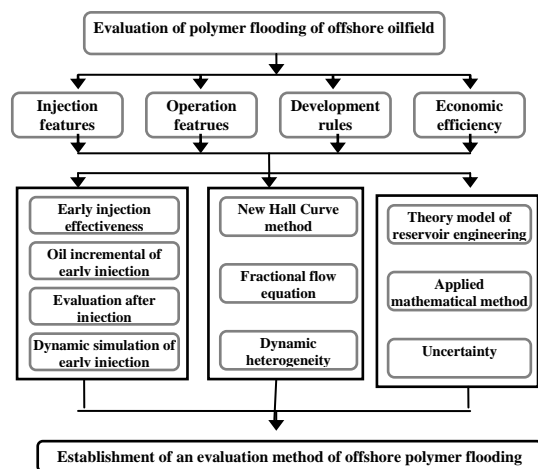 Evaluation of polymer flooding of offshore oilfield
Injection
features
Operation
featrues
Development
rules
Economic
efficiency
Early injection
effectiveness
Oil incremental of
early injection
Evaluation after
injection
Dynamic simulation of
early injection
New Hall Curve
method
Fractional flow
equation
Dynamic
heterogeneity
Theory model of
reservoir engineering
Applied
mathematical method
Uncertainty
Establishment of an evaluation method of offshore polymer flooding